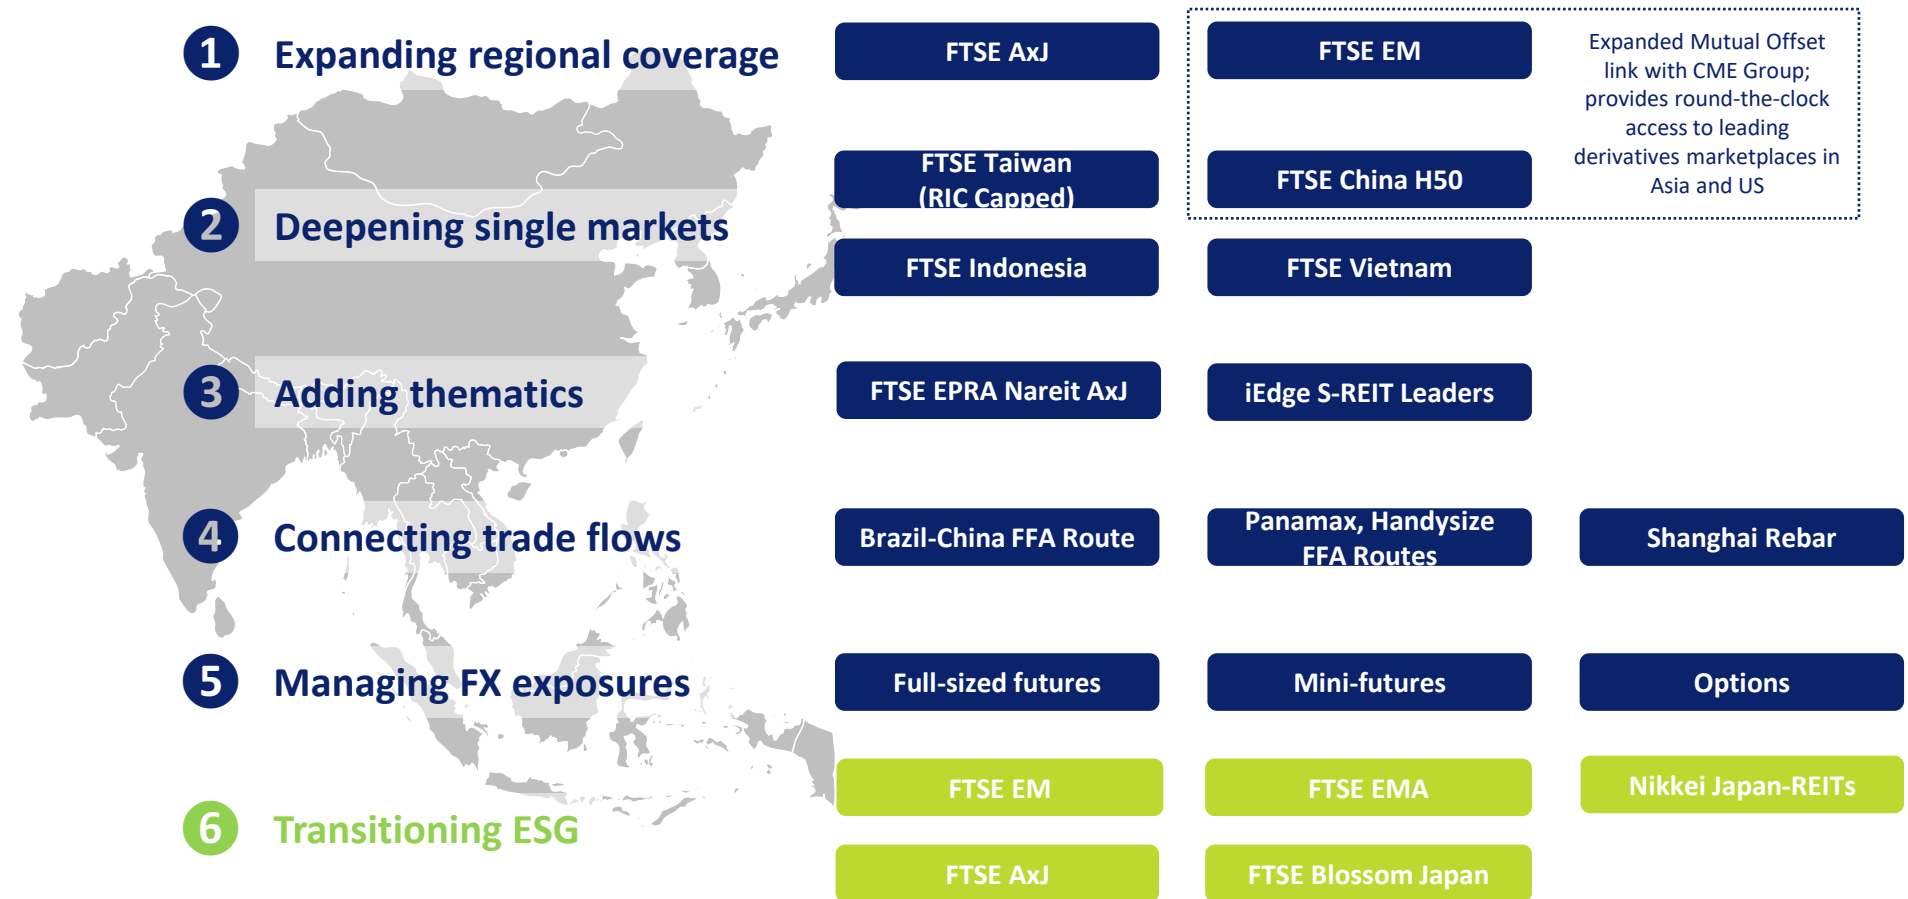 1 Expanding regional coverage
FTSE AxJ
FTSE EM
Expanded Mutual Offset
link with CME Group;
provides round-the-clock
access to leading
derivatives marketplaces in
Asia and US
2 Deepening single markets
FTSE Taiwan
(RIC Capped)
FTSE China H50
FTSE Indonesia
FTSE Vietnam
3 Adding thematics
FTSE EPRA Nareit AxJ
iEdge S-REIT Leaders
4 Connecting trade flows
Brazil-China FFA Route
Panamax, Handysize
FFA Routes
Shanghai Rebar
5 Managing FX exposures
Full-sized futures
Mini-futures
Options
6 Transitioning ESG
FTSE EM
FTSE EMA
Nikkei Japan-REITs
FTSE AxJ
FTSE Blossom Japan